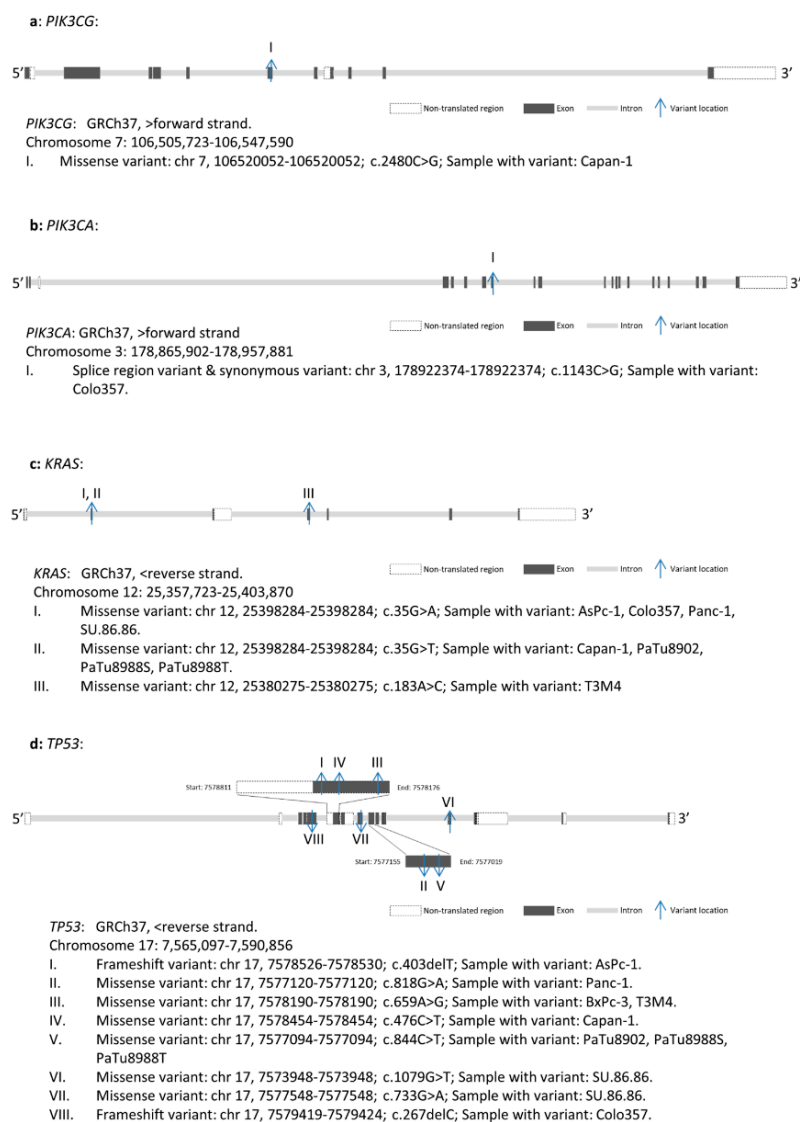 a: PIK3CG:
I
5’ 3’
Non-translated region Exon Intron Variant location
PIK3CG: GRCh37, >forward strand.
Chromosome 7: 106,505,723-106,547,590
I. Missense variant: chr 7, 106520052-106520052; c.2480C>G; Sample with variant: Capan-1
b: PIK3CA:
I
5’ 3’
Non-translated region Exon Intron Variant location
PIK3CA: GRCh37, >forward strand
Chromosome 3: 178,865,902-178,957,881
I. Splice region variant & synonymous variant: chr 3, 178922374-178922374; c.1143C>G; Sample with variant:
Colo357.
c: KRAS:
I, II III
5’ 3’
Non-translated region Exon Intron Variant location
KRAS: GRCh37, <reverse strand.
Chromosome 12: 25,357,723-25,403,870
I. Missense variant: chr 12, 25398284-25398284; c.35G>A; Sample with variant: AsPc-1, Colo357, Panc-1,
SU.86.86.
II. Missense variant: chr 12, 25398284-25398284; c.35G>T; Sample with variant: Capan-1, PaTu8902,
PaTu8988S, PaTu8988T.
III. Missense variant: chr 12, 25380275-25380275; c.183A>C; Sample with variant: T3M4
d: TP53:
I IV III
Start: 7578811 End: 7578176
VI
5’ 3’
VIII VII
Start: 7577155 End: 7577019
II V
Non-translated region Exon Intron Variant location
TP53: GRCh37, <reverse strand.
Chromosome 17: 7,565,097-7,590,856
I. Frameshift variant: chr 17, 7578526-7578530; c.403delT; Sample with variant: AsPc-1.
II. Missense variant: chr 17, 7577120-7577120; c.818G>A; Sample with variant: Panc-1.
III. Missense variant: chr 17, 7578190-7578190; c.659A>G; Sample with variant: BxPc-3, T3M4.
IV. Missense variant: chr 17, 7578454-7578454; c.476C>T; Sample with variant: Capan-1.
V. Missense variant: chr 17, 7577094-7577094; c.844C>T; Sample with variant: PaTu8902, PaTu8988S,
PaTu8988T
VI. Missense variant: chr 17, 7573948-7573948; c.1079G>T; Sample with variant: SU.86.86.
VII. Missense variant: chr 17, 7577548-7577548; c.733G>A; Sample with variant: SU.86.86.
VIII. Frameshift variant: chr 17, 7579419-7579424; c.267delC; Sample with variant: Colo357.